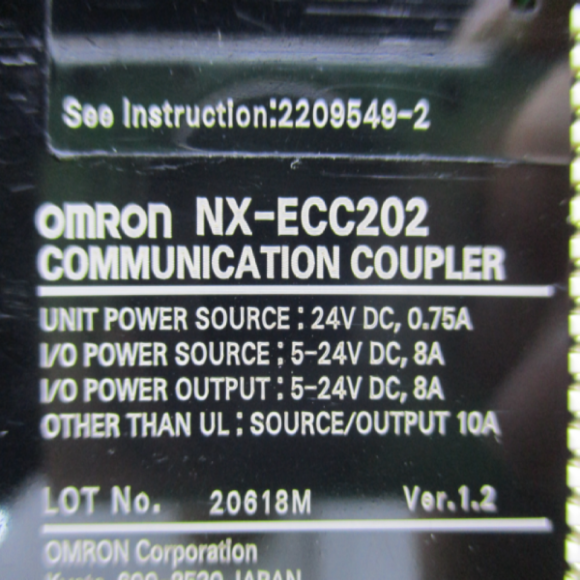 See Instruction:2209549-2
OMRON NX-ECC202
COMMUNICATION COUPLER
UNIT POWER SOURCE : 24V DC, 0.75A
I/O POWER SOURCE : 5-24V DC, 8A
I/O POWER OUTPUT : 5-24V DC, 8A
OTHER THAN UL : SOURCE/OUTPUT 10A
LOT No. 20618M Ver.1.2
OMRON Corporation
JAPAN